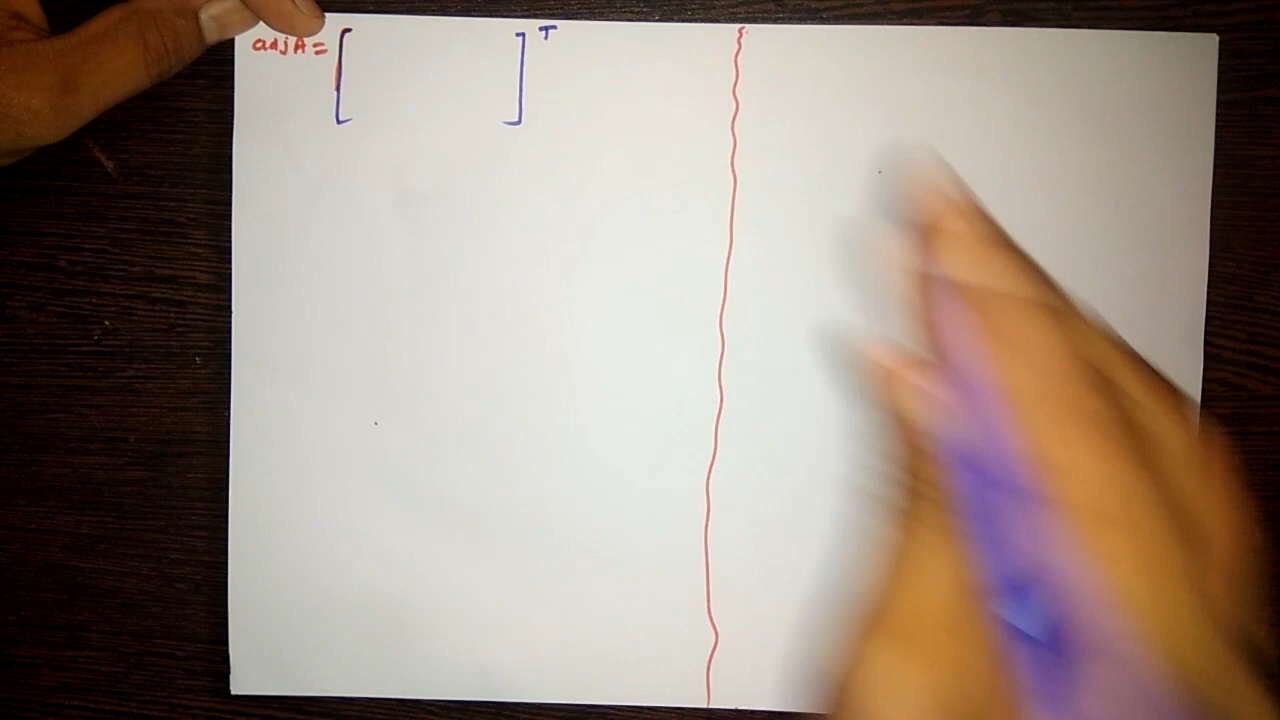 adjA = [ ]ᵀ